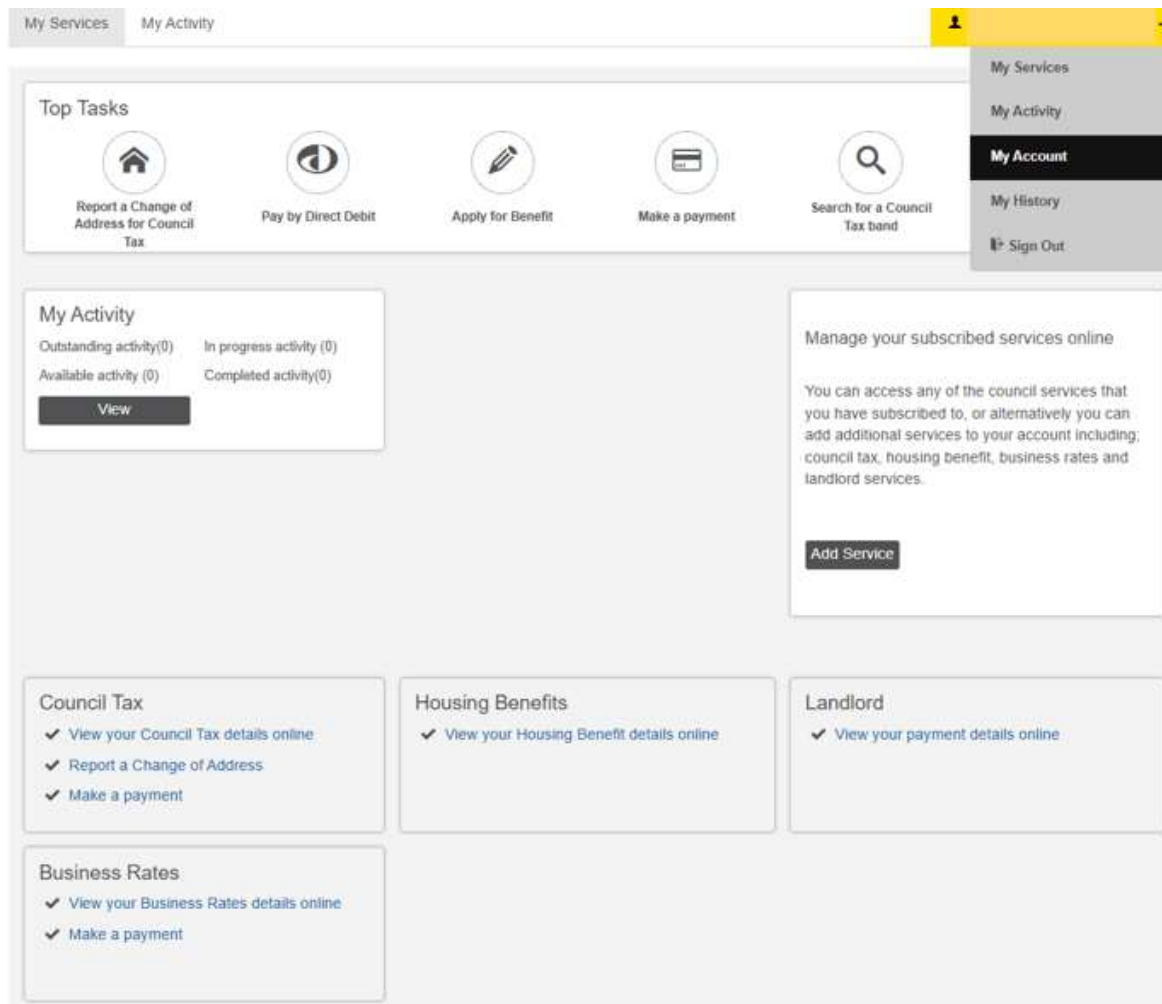 My Services
My Activity
My Services
My Activity
My Account
My History
Sign Out
Top Tasks
Report a Change of
Address for Council
Tax
Pay by Direct Debit
Apply for Benefit
Make a payment
Search for a Council
Tax band
My Activity
Outstanding activity(0)
In progress activity (0)
Available activity (0)
Completed activity(0)
View
Manage your subscribed services online
You can access any of the council services that
you have subscribed to, or alternatively you can
add additional services to your account including;
council tax, housing benefit, business rates and
landlord services.
Add Service
Council Tax
View your Council Tax details online
Report a Change of Address
Make a payment
Housing Benefits
View your Housing Benefit details online
Landlord
View your payment details online
Business Rates
View your Business Rates details online
Make a payment